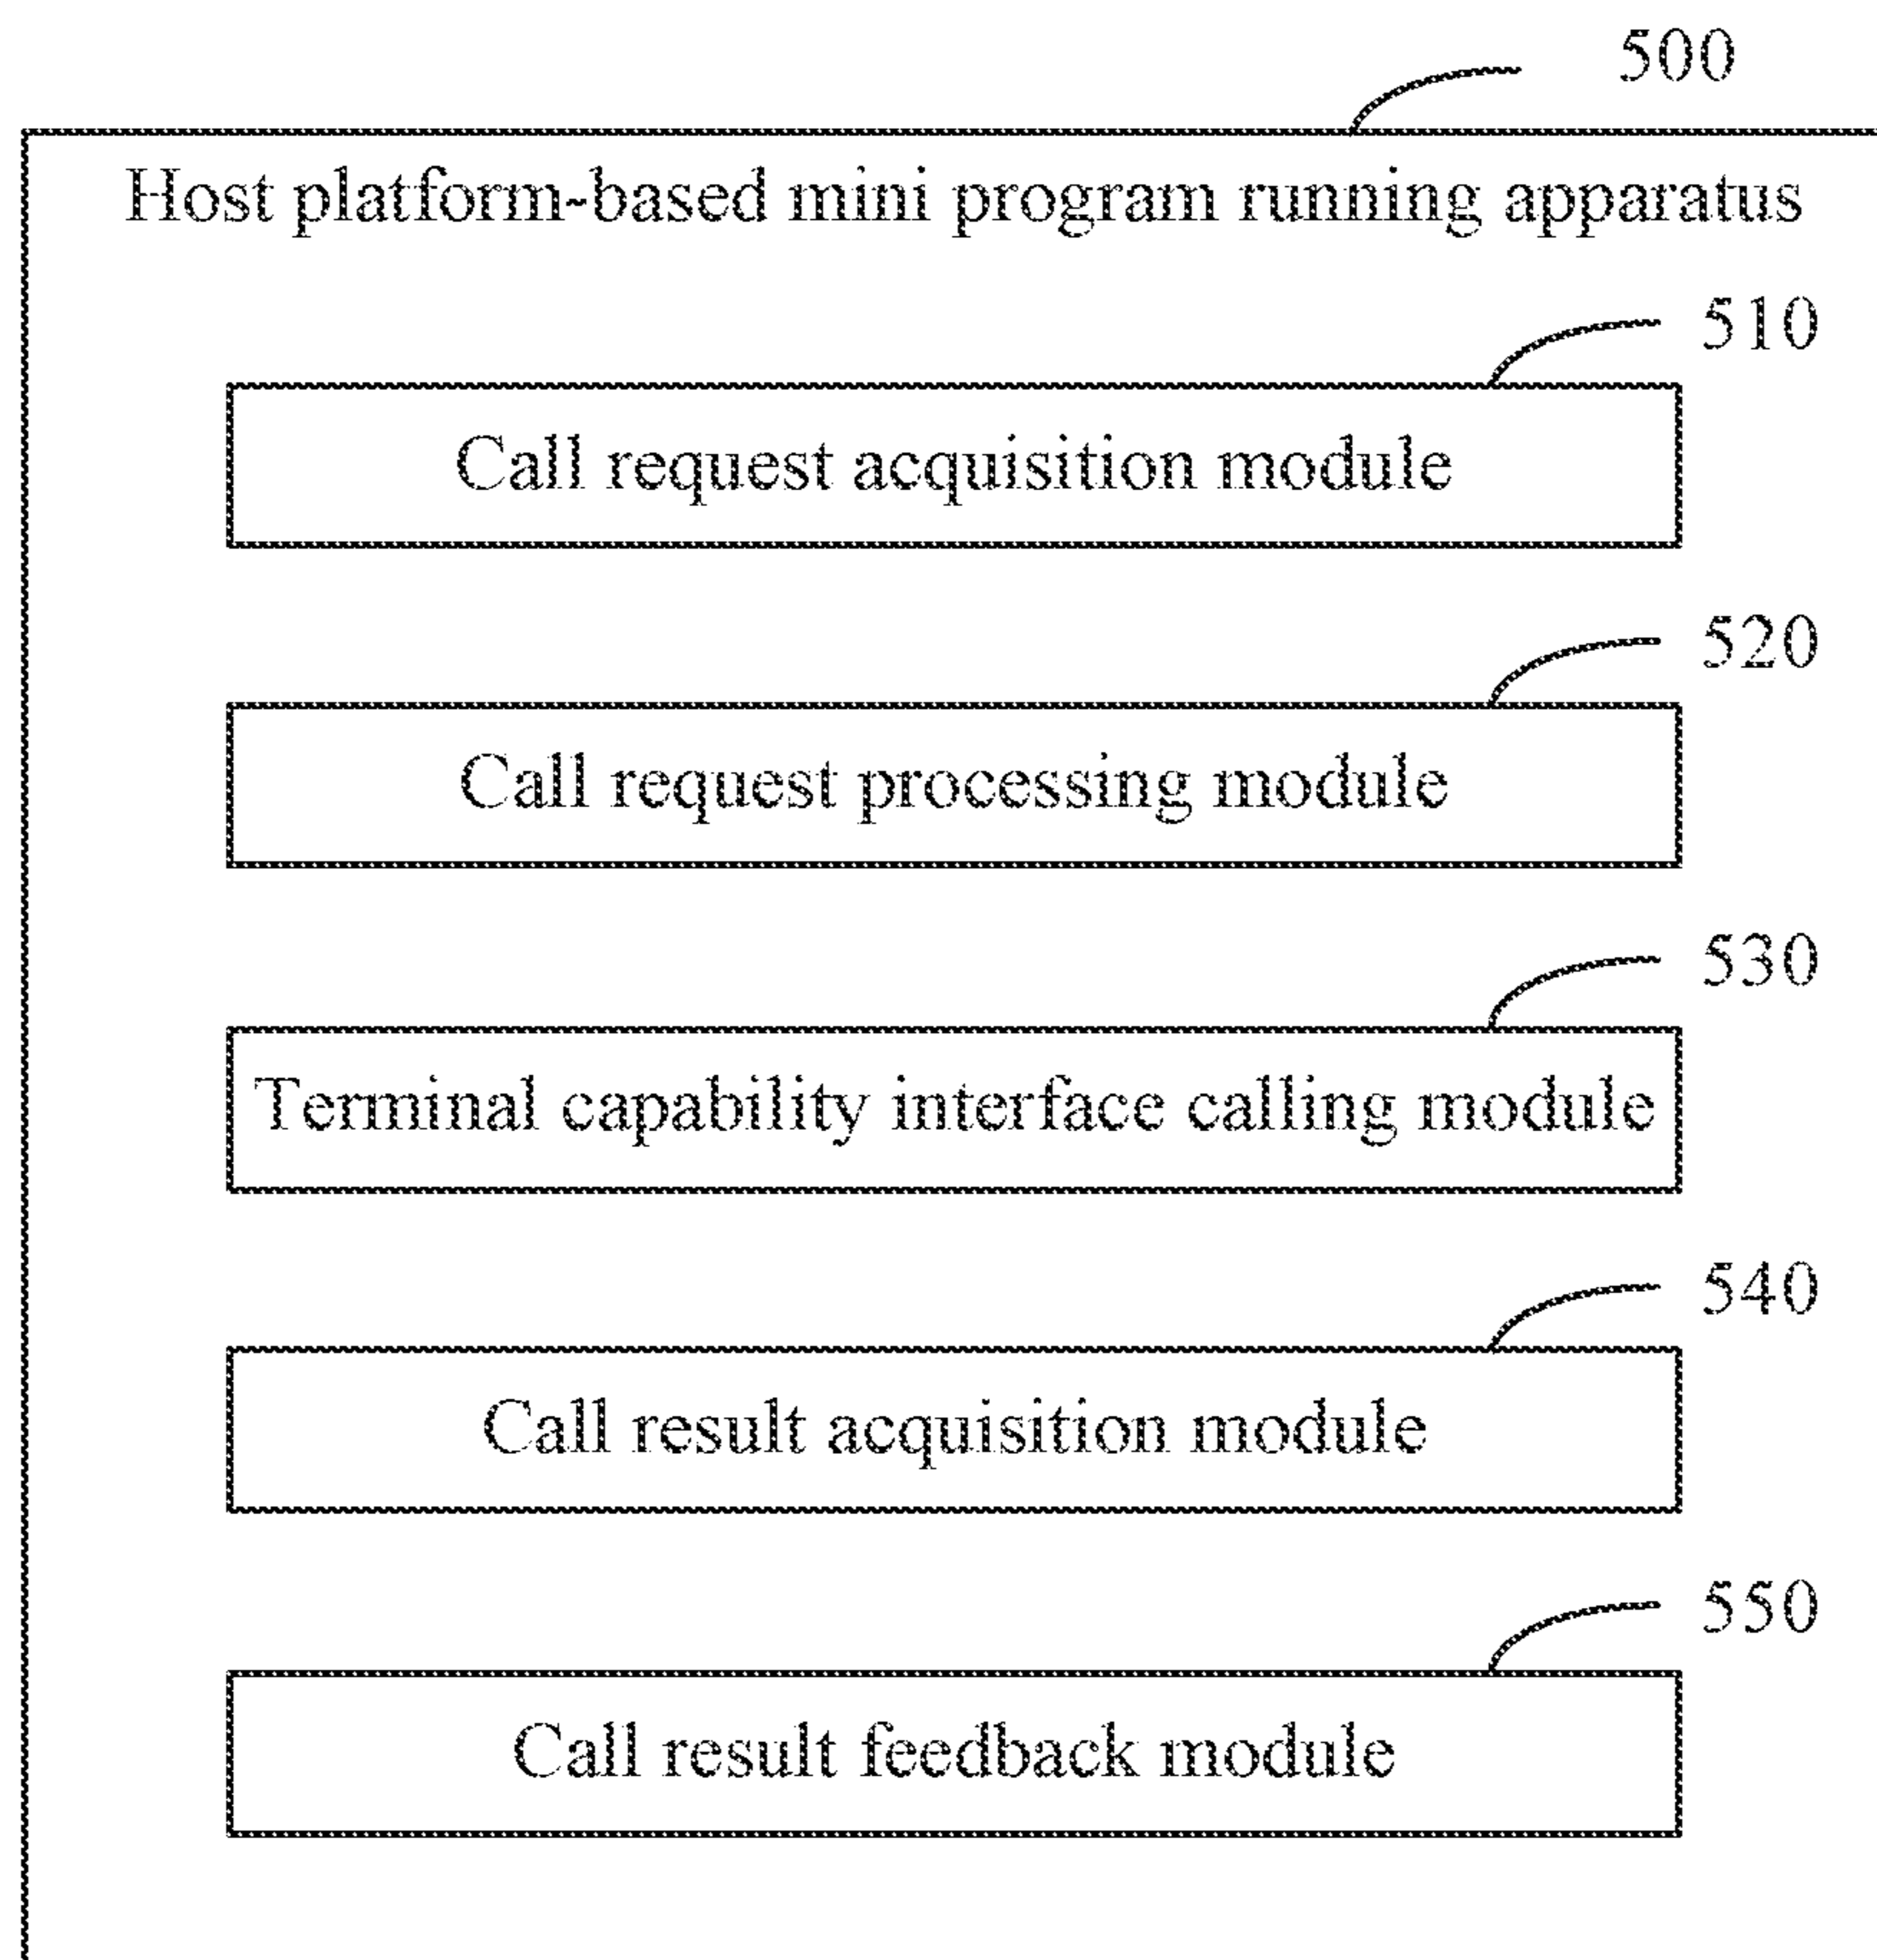 500
Host platform-based mini program running apparatus
510
Call request acquisition module
520
Call request processing module
530
Terminal capability interface calling module
540
Call result acquisition module
550
Call result feedback module